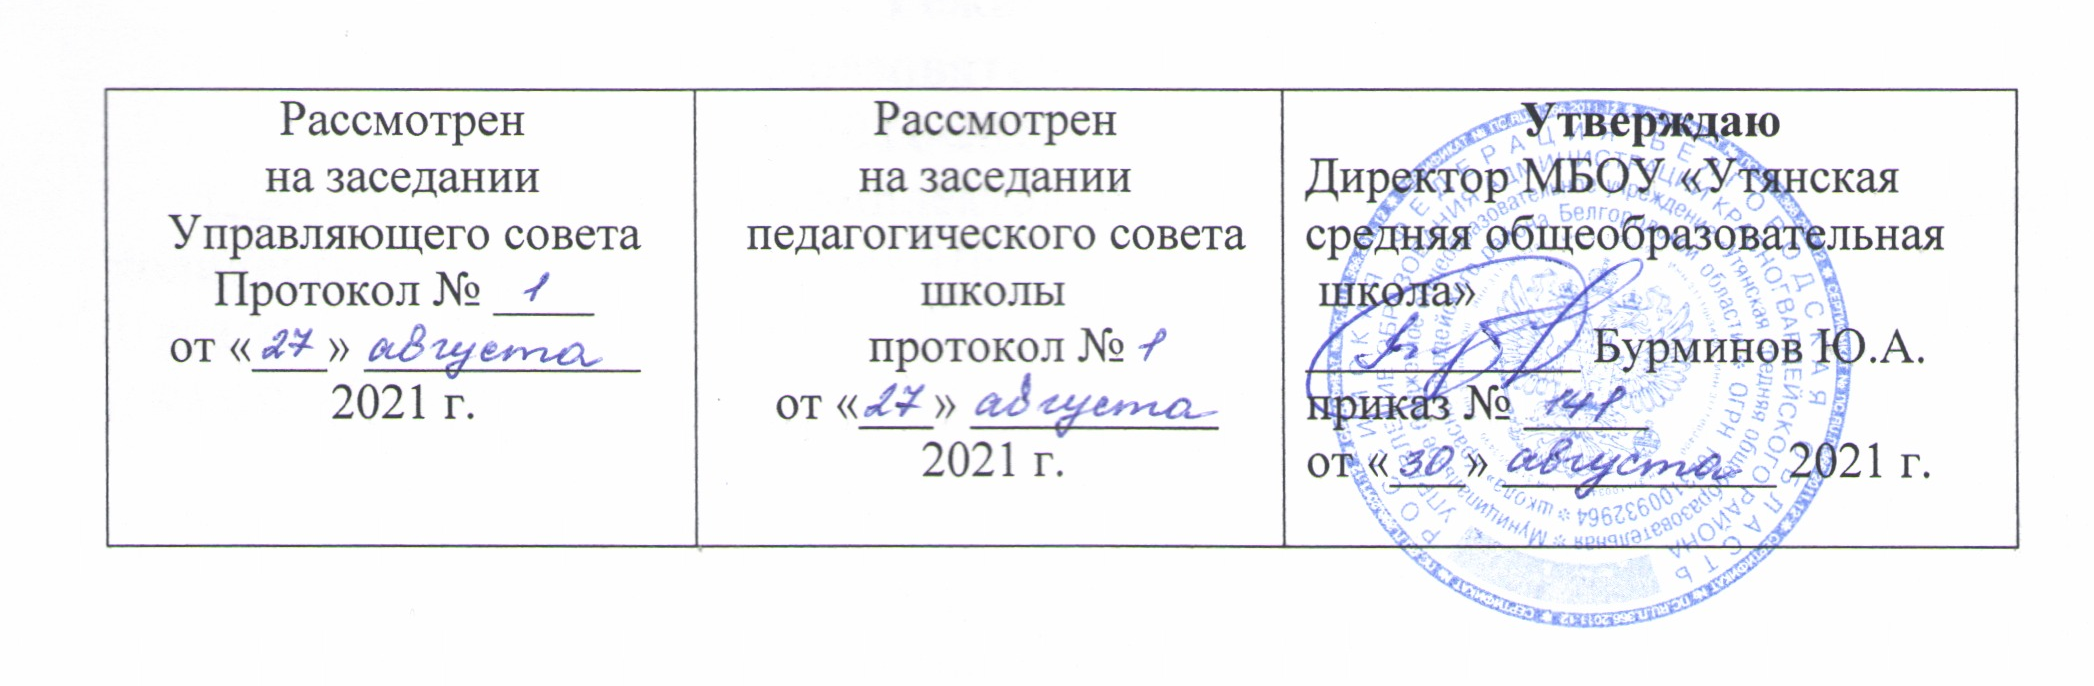 Рассмотрен
на заседании
Управляющего совета
Протокол № 1
от «27» августа
2021 г.
Рассмотрен
на заседании
педагогического совета
школы
протокол № 1
от «27» августа
2021 г.
Утверждаю
Директор МБОУ «Утянская
средняя общеобразовательная
школа»
Бурминов Ю.А.
приказ № 141
от «30» августа 2021 г.